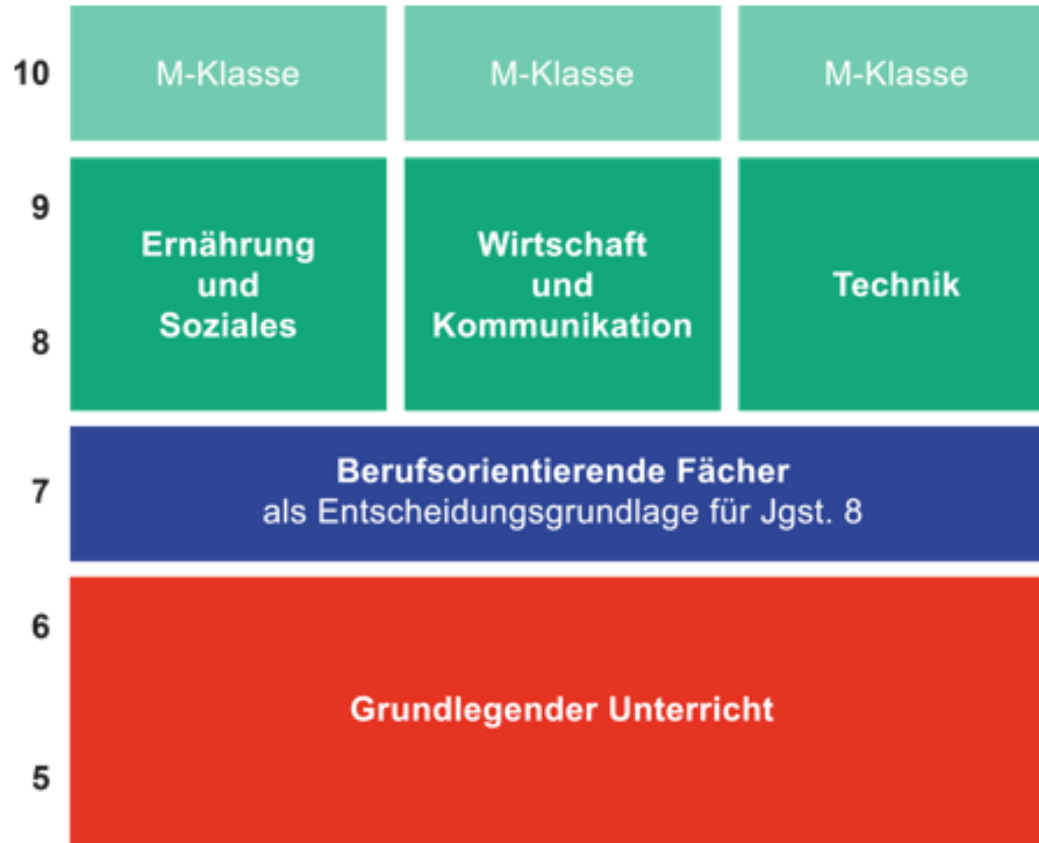 10
M-Klasse
M-Klasse
M-Klasse
9
8
Ernährung
und
Soziales
Wirtschaft
und
Kommunikation
Technik
7
Berufsorientierende Fächer
als Entscheidungsgrundlage für Jgst. 8
6
5
Grundlegender Unterricht